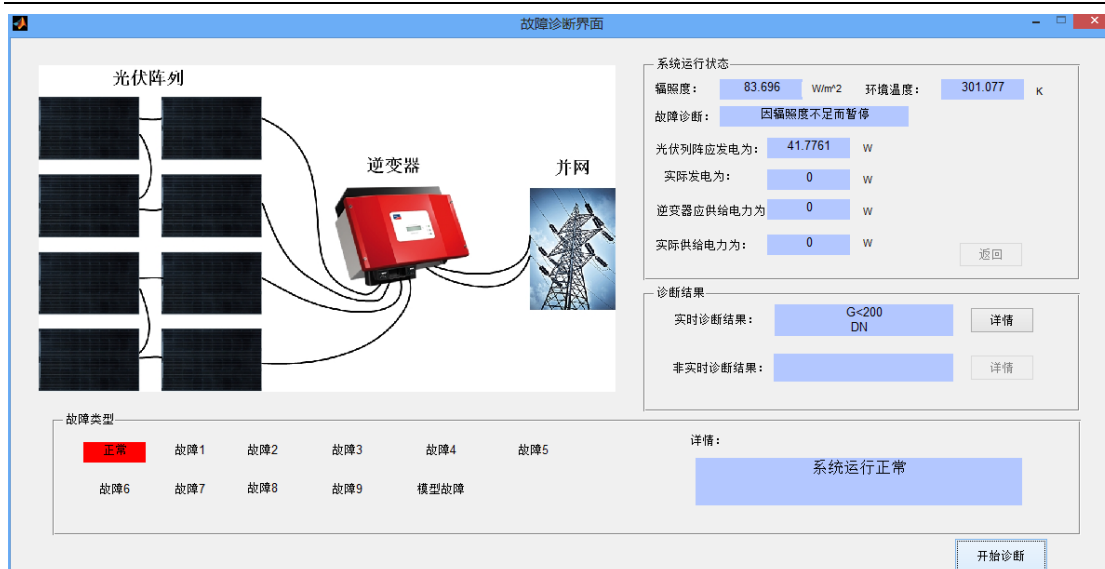 故障诊断界面
光伏阵列
逆变器
并网
系统运行状态
辐照度： 83.696 W/m^2 环境温度： 301.077 K
故障诊断： 因辐照度不足而暂停
光伏列阵应发电为： 41.7761 W
实际发电为： 0 W
逆变器应供给电力为 0 W
实际供给电力为： 0 W
返回
诊断结果
实时诊断结果： G<200
DN
详情
非实时诊断结果： 详情
故障类型
正常 故障1 故障2 故障3 故障4 故障5
故障6 故障7 故障8 故障9 模型故障
详情：
系统运行正常
开始诊断